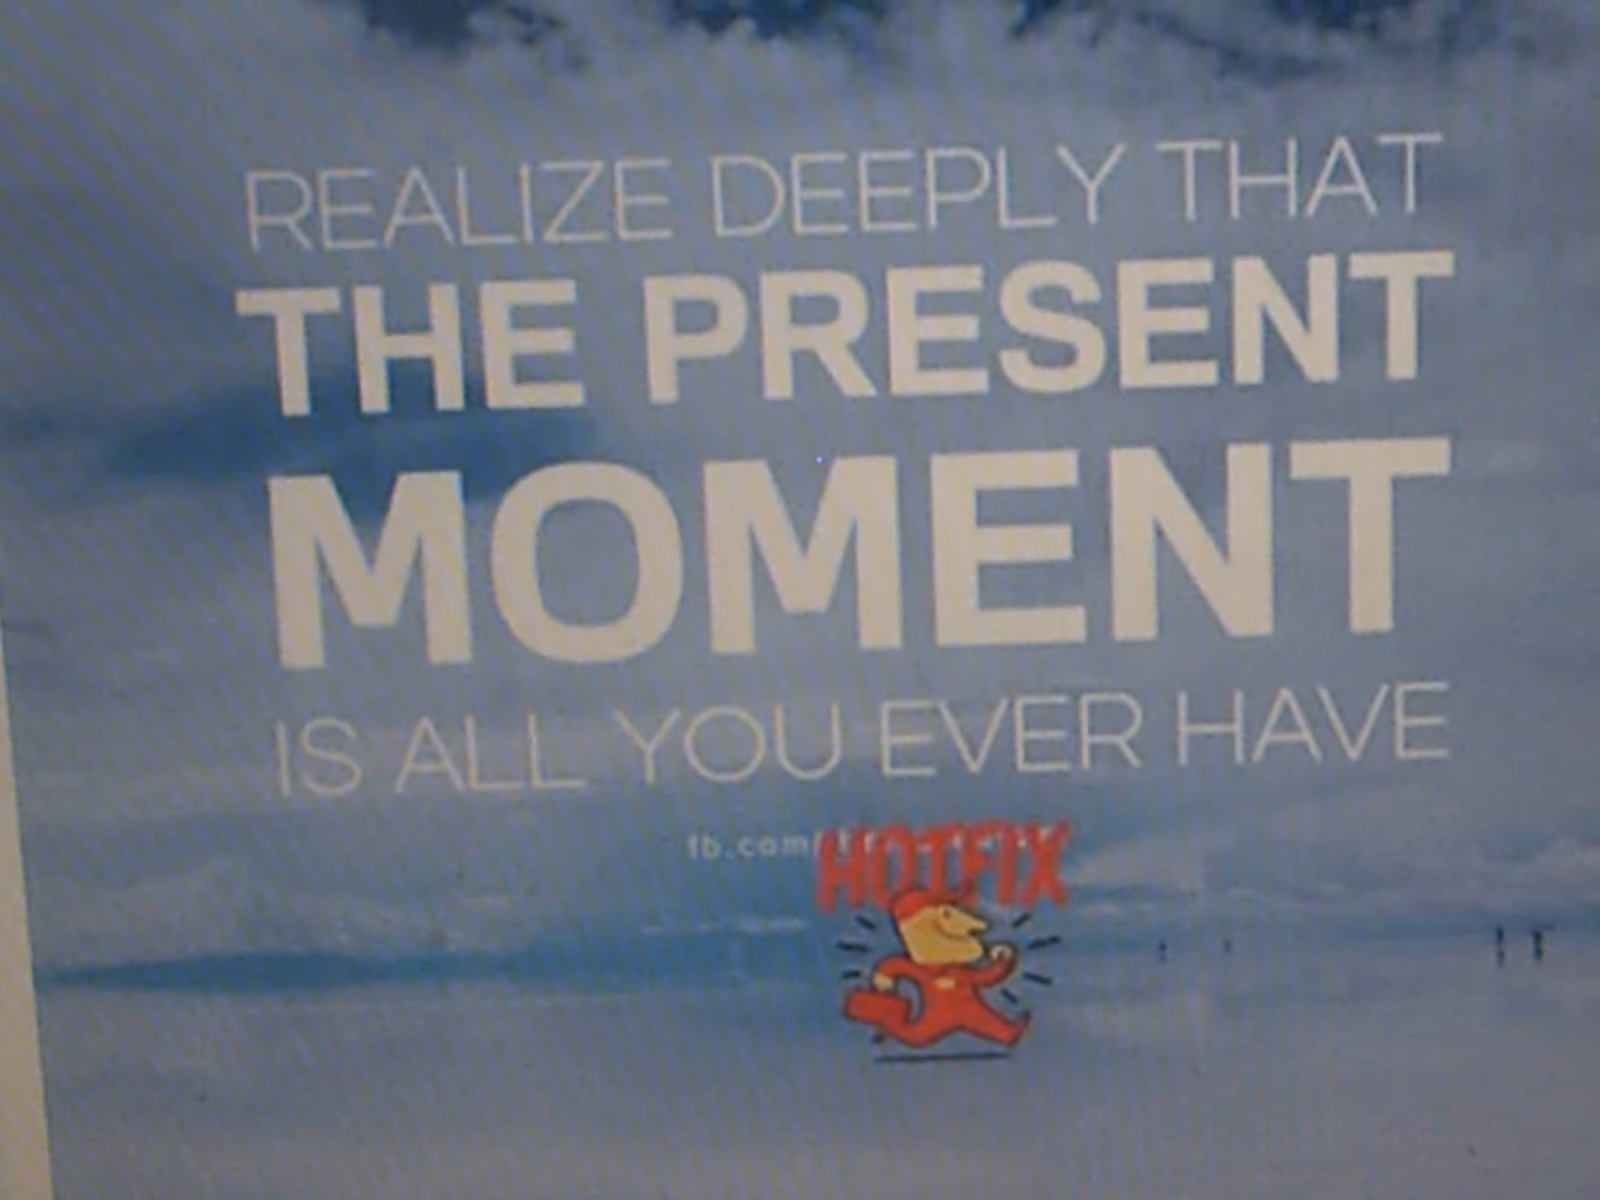 REALIZE DEEPLY THAT
THE PRESENT
MOMENT
IS ALL YOU EVER HAVE
fb.com/
HOTFIX